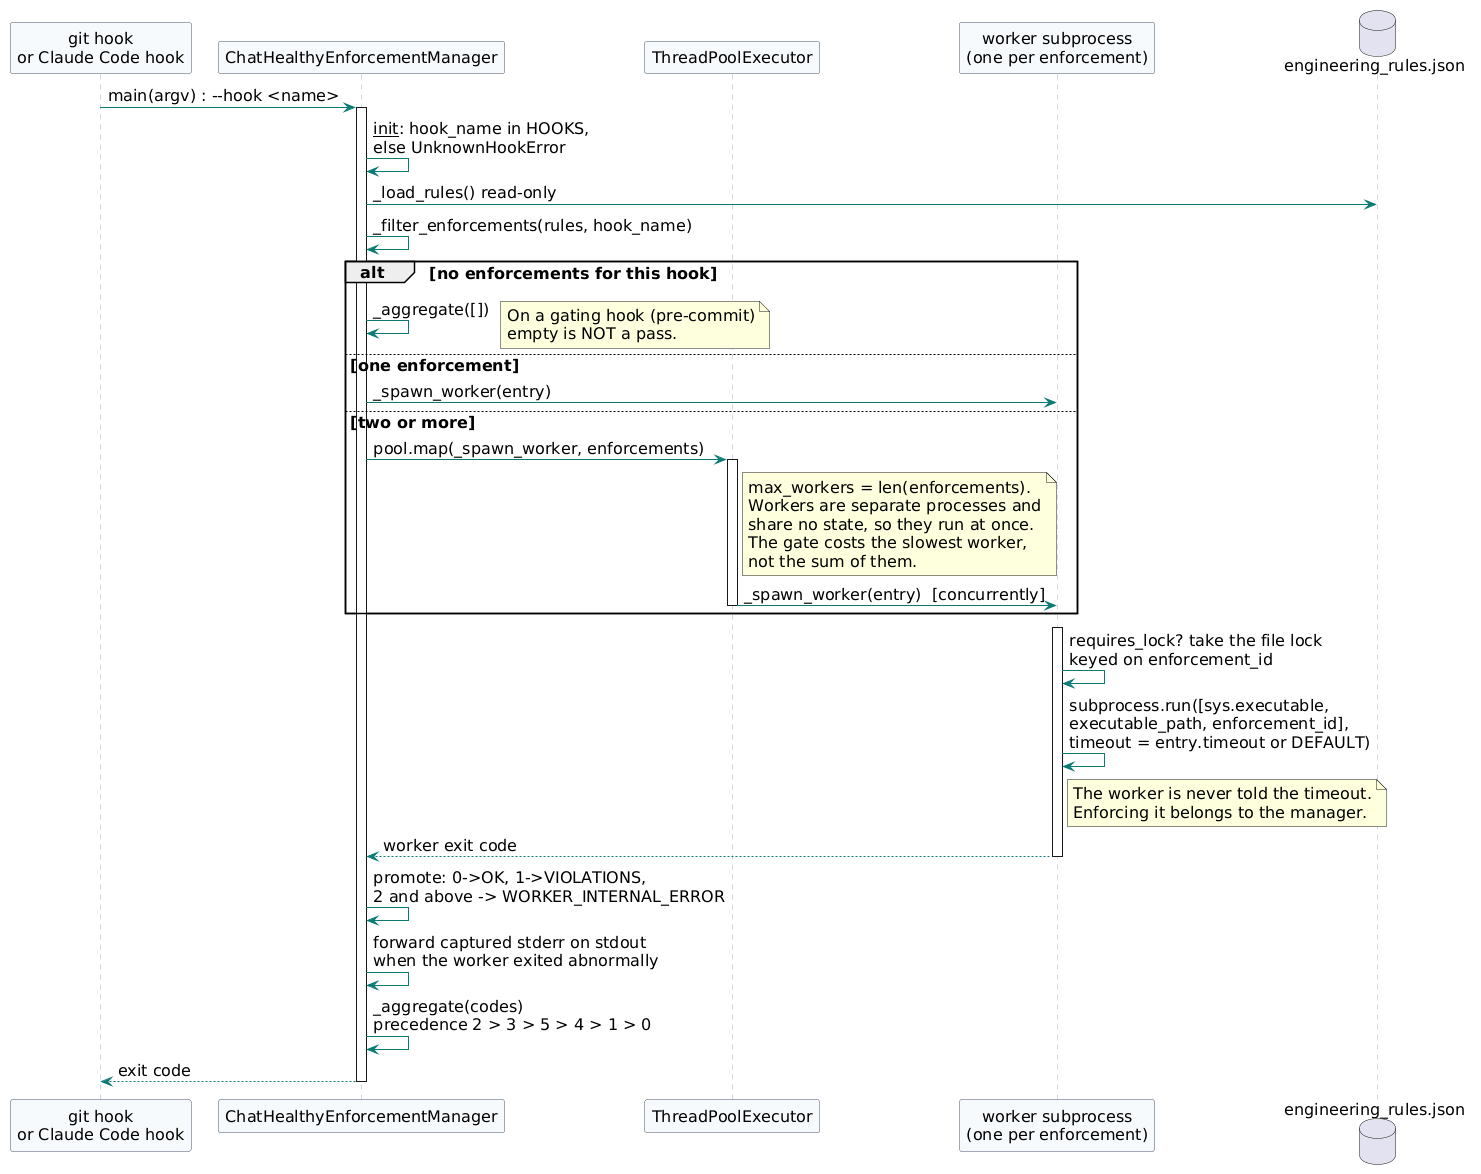 git hook
or Claude Code hook
ChatHealthyEnforcementManager
ThreadPoolExecutor
worker subprocess
(one per enforcement)
engineering_rules.json
main(argv) : --hook <name>
init: hook_name in HOOKS,
else UnknownHookError
_load_rules() read-only
_filter_enforcements(rules, hook_name)
alt
[no enforcements for this hook]
_aggregate([])
On a gating hook (pre-commit)
empty is NOT a pass.
[one enforcement]
_spawn_worker(entry)
[two or more]
pool.map(_spawn_worker, enforcements)
max_workers = len(enforcements).
Workers are separate processes and
share no state, so they run at once.
The gate costs the slowest worker,
not the sum of them.
_spawn_worker(entry)  [concurrently]
requires_lock? take the file lock
keyed on enforcement_id
subprocess.run([sys.executable,
executable_path, enforcement_id],
timeout = entry.timeout or DEFAULT)
The worker is never told the timeout.
Enforcing it belongs to the manager.
worker exit code
promote: 0->OK, 1->VIOLATIONS,
2 and above -> WORKER_INTERNAL_ERROR
forward captured stderr on stdout
when the worker exited abnormally
_aggregate(codes)
precedence 2 > 3 > 5 > 4 > 1 > 0
exit code
git hook
or Claude Code hook
ChatHealthyEnforcementManager
ThreadPoolExecutor
worker subprocess
(one per enforcement)
engineering_rules.json